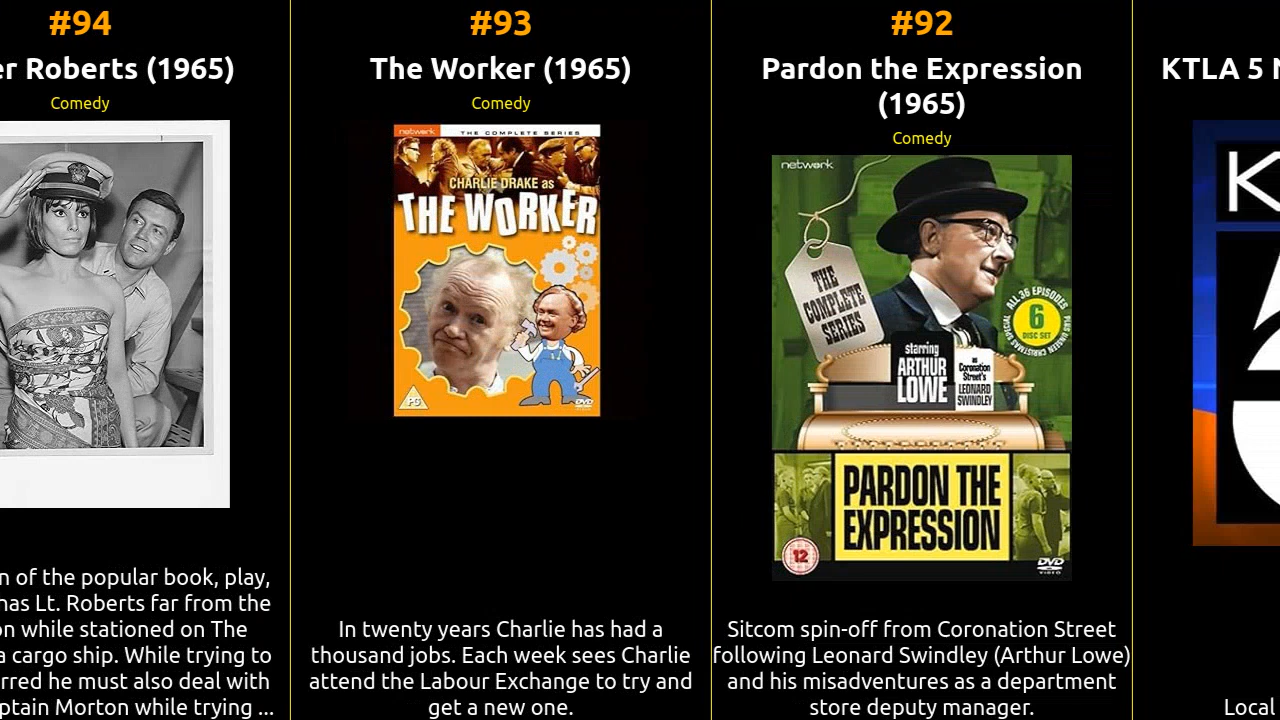 #94
er Roberts (1965)
Comedy
n of the popular book, play,
has Lt. Roberts far from the
on while stationed on The
a cargo ship. While trying to
rred he must also deal with
ptain Morton while trying ...
#93
The Worker (1965)
Comedy
network
THE COMPLETE SERIES
CHARLIE DRAKE as
THE WORKER
PG
DVD
In twenty years Charlie has had a
thousand jobs. Each week sees Charlie
attend the Labour Exchange to try and
get a new one.
#92
Pardon the Expression
(1965)
Comedy
network
THE
COMPLETE
SERIES
ALL 36 EPISODES
6
DISC SET
PLUS UNSEEN CHRISTMAS SPECIAL
starring
ARTHUR
LOWE
as
Coronation
Street's
LEONARD
SWINDLEY
PARDON THE
EXPRESSION
12
DVD
VIDEO
Sitcom spin-off from Coronation Street
following Leonard Swindley (Arthur Lowe)
and his misadventures as a department
store deputy manager.
KTLA 5 N
K
Local